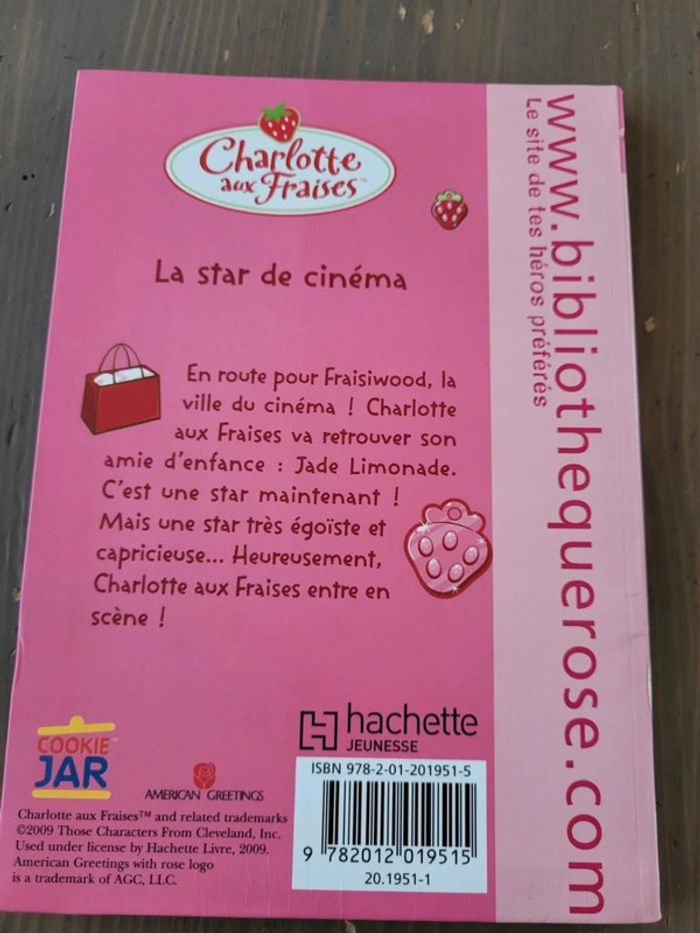 Charlotte
aux Fraises™
La star de cinéma
En route pour Fraisiwood, la
ville du cinéma ! Charlotte
aux Fraises va retrouver son
amie d'enfance : Jade Limonade.
C'est une star maintenant !
Mais une star très égoïste et
capricieuse... Heureusement,
Charlotte aux Fraises entre en
scène !
COOKIE™
JAR
AMERICAN GREETINGS
Charlotte aux Fraises™ and related trademarks
©2009 Those Characters From Cleveland, Inc.
Used under license by Hachette Livre, 2009.
American Greetings with rose logo
is a trademark of AGC, LLC.
hachette
JEUNESSE
ISBN 978-2-01-201951-5
9 782012 019515
20.1951-1
www.bibliothequerose.com
Le site de tes héros préférés